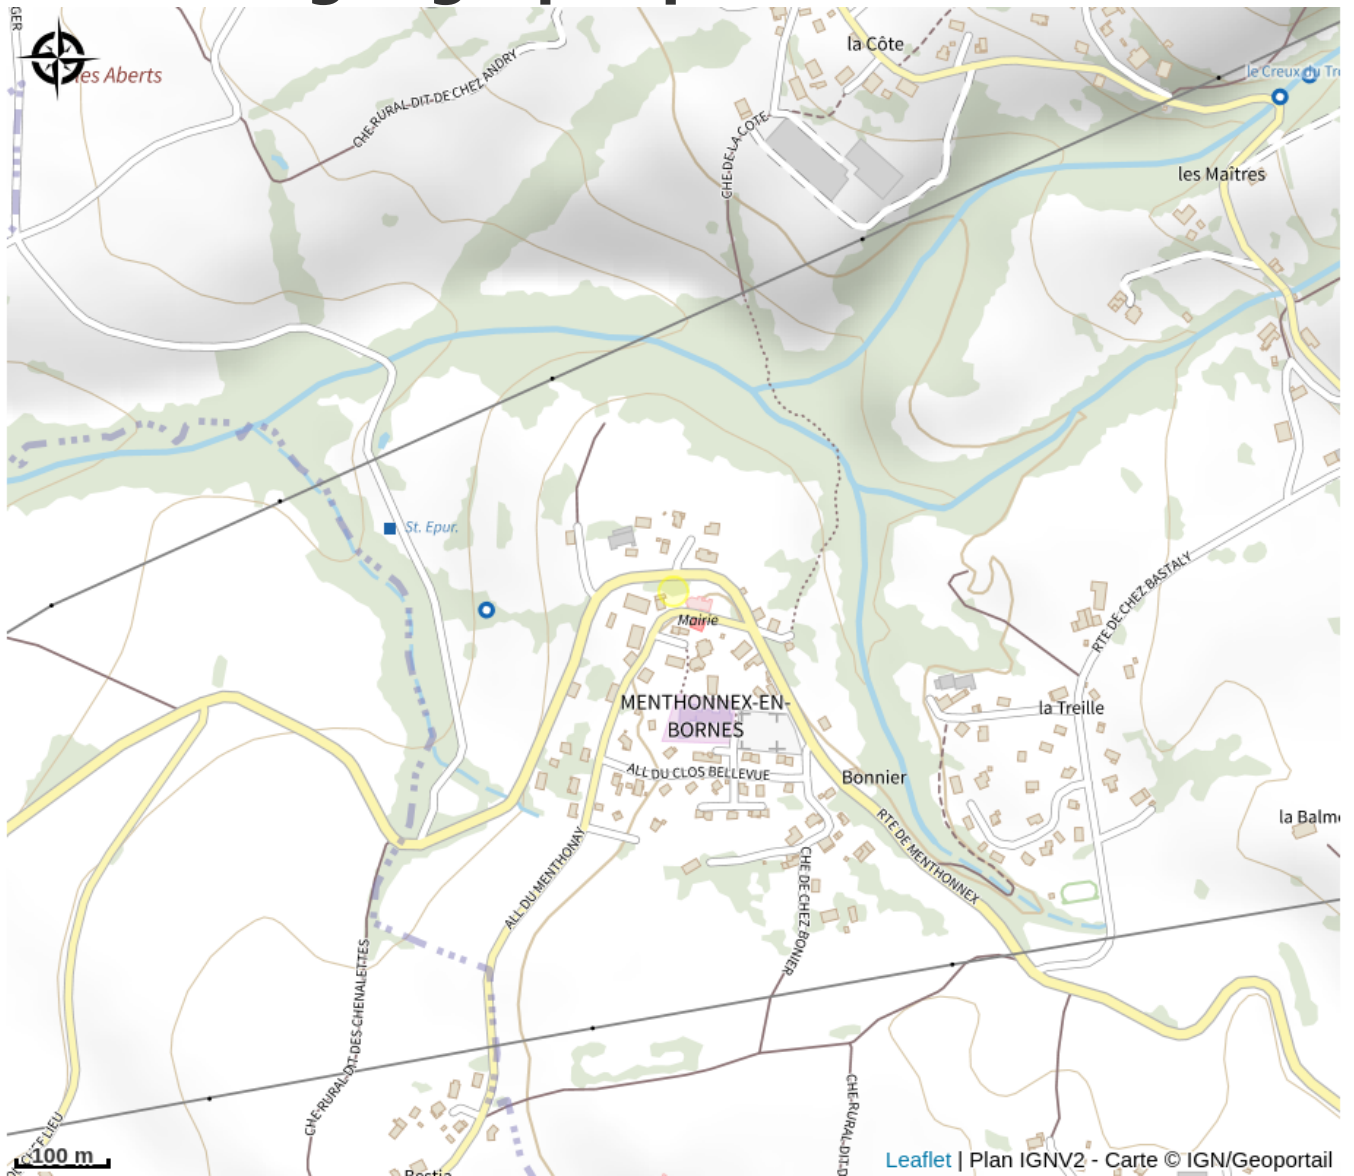 GER
les Aberts
CHE-RURAL-DIT-DE CHEZ ANDRY
la Côte
le Creux du Tr
CHE-DE-LA-COTE
les Maîtres
St. Epur.
RTE DE CHEZ BASTALY
Mairie
MENTHONNEX-EN-
BORNES
la Treille
ALL DU CLOS BELLEVUE
Bonnier
la Balm
RTE DE MENTHONNEX
ALL DU MENTHONAY
CHE DE CHEZ BONIER
CHE-RURAL-DIT-DES-CHENALETTES
CHE-RURAL-DIT-D
CHEF LIEU
100 m
Leaflet | Plan IGNV2 - Carte © IGN/Geoportail